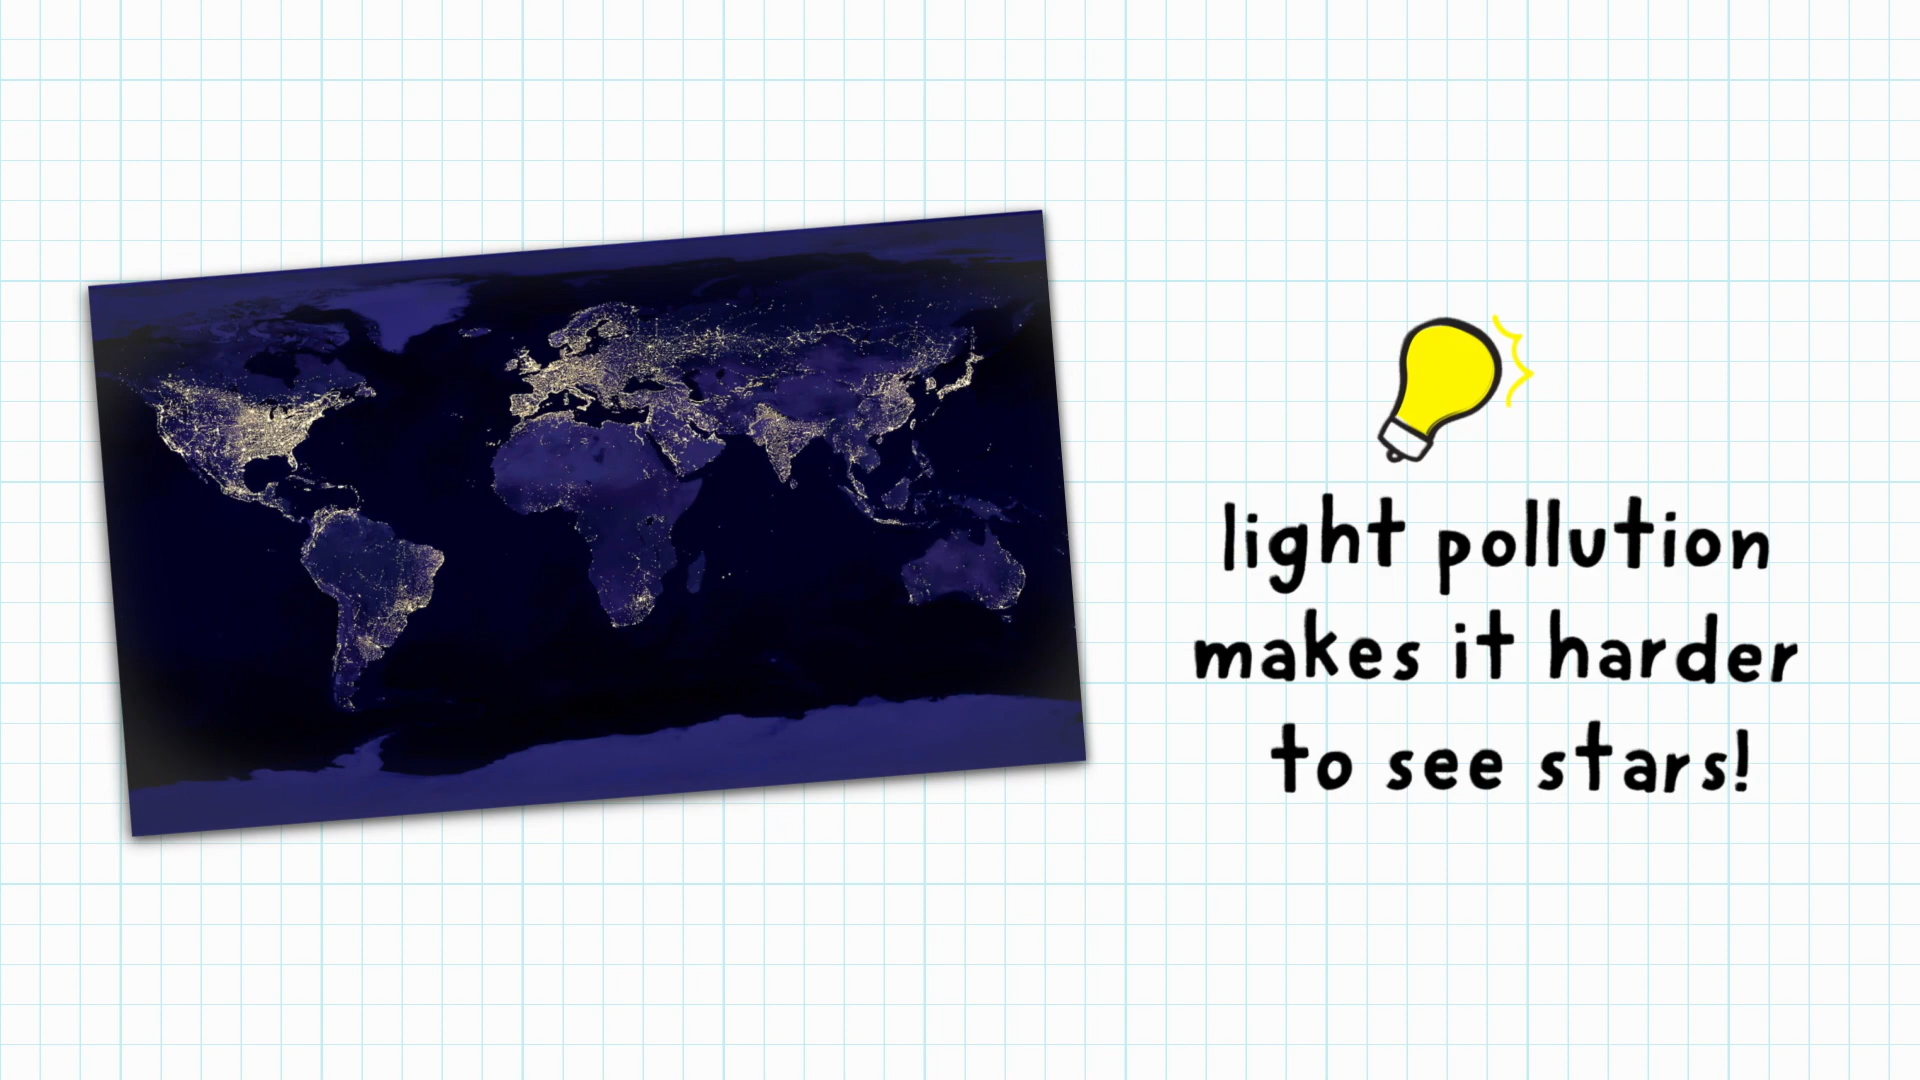 light pollution
makes it harder
to see stars!